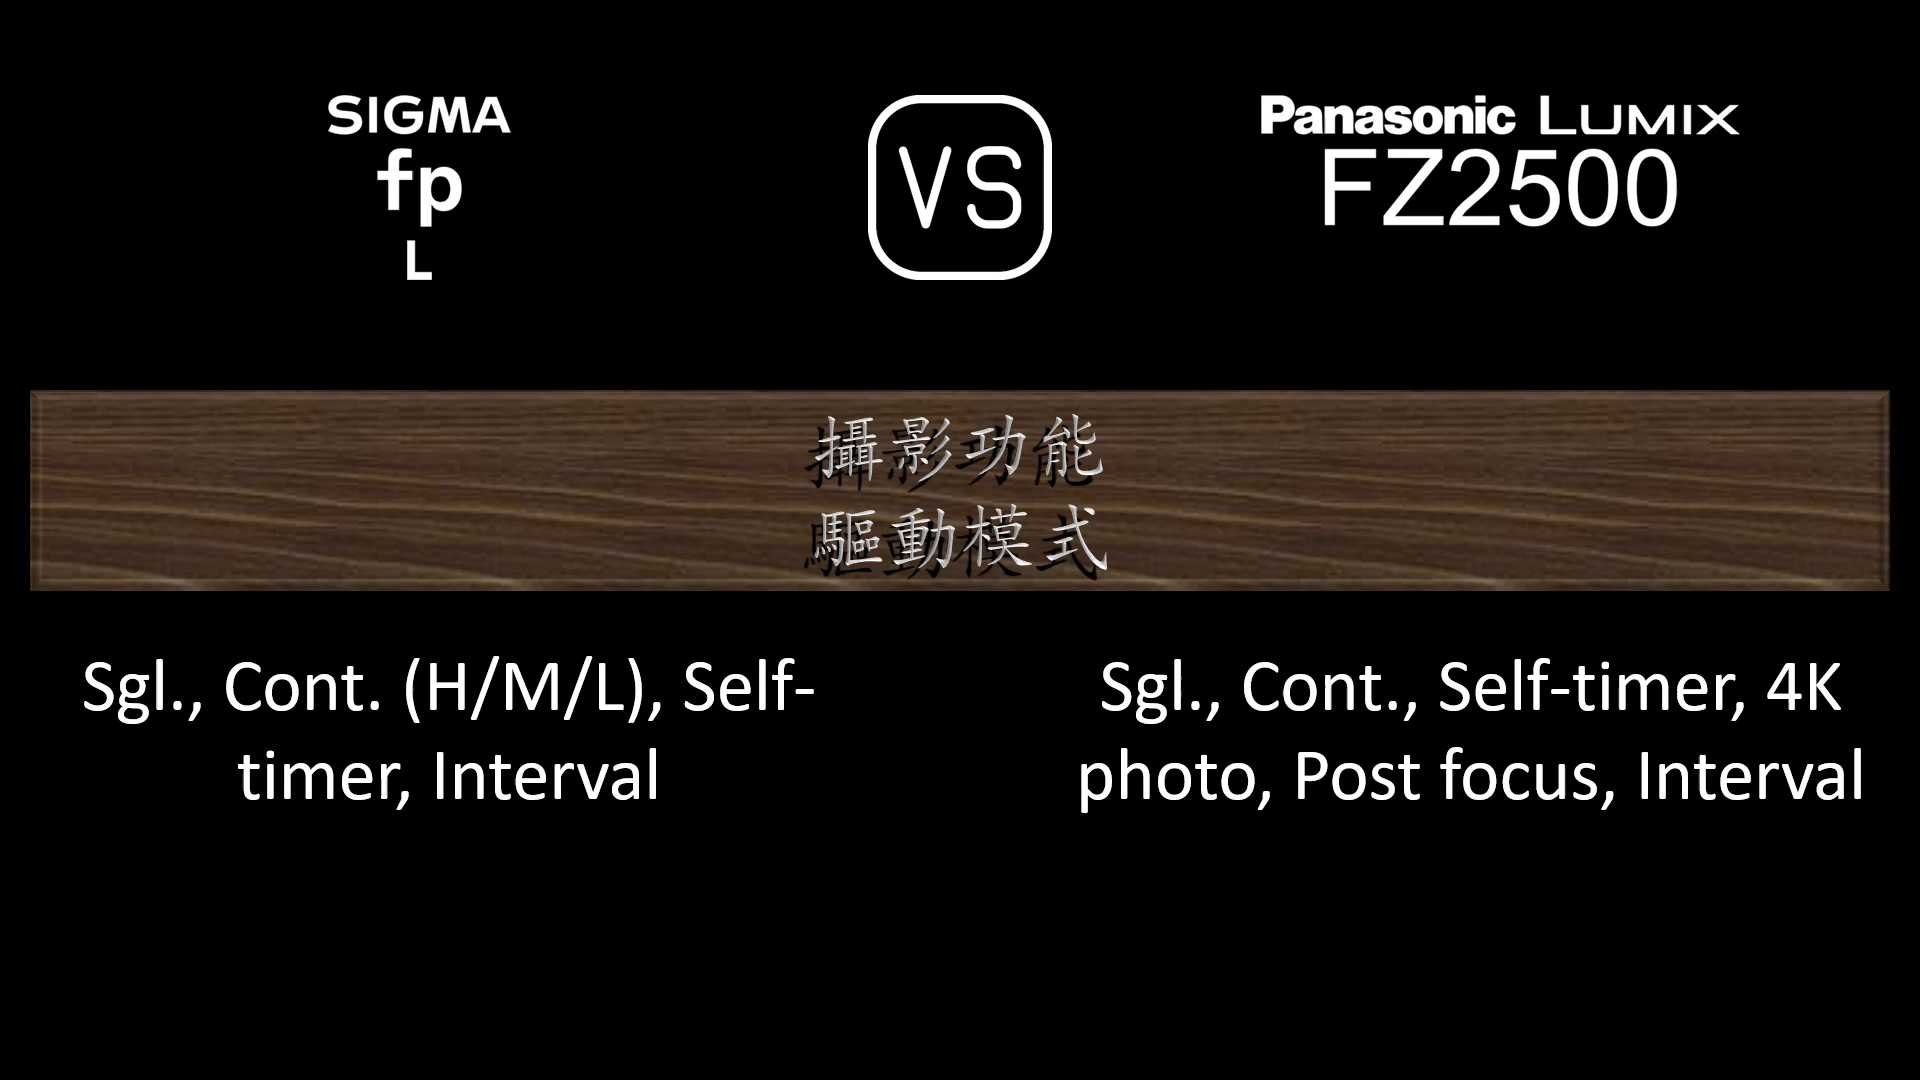 SIGMA
fp
L
VS
Panasonic LUMIX
FZ2500
攝影功能
驅動模式
Sgl., Cont. (H/M/L), Self-
timer, Interval
Sgl., Cont., Self-timer, 4K
photo, Post focus, Interval